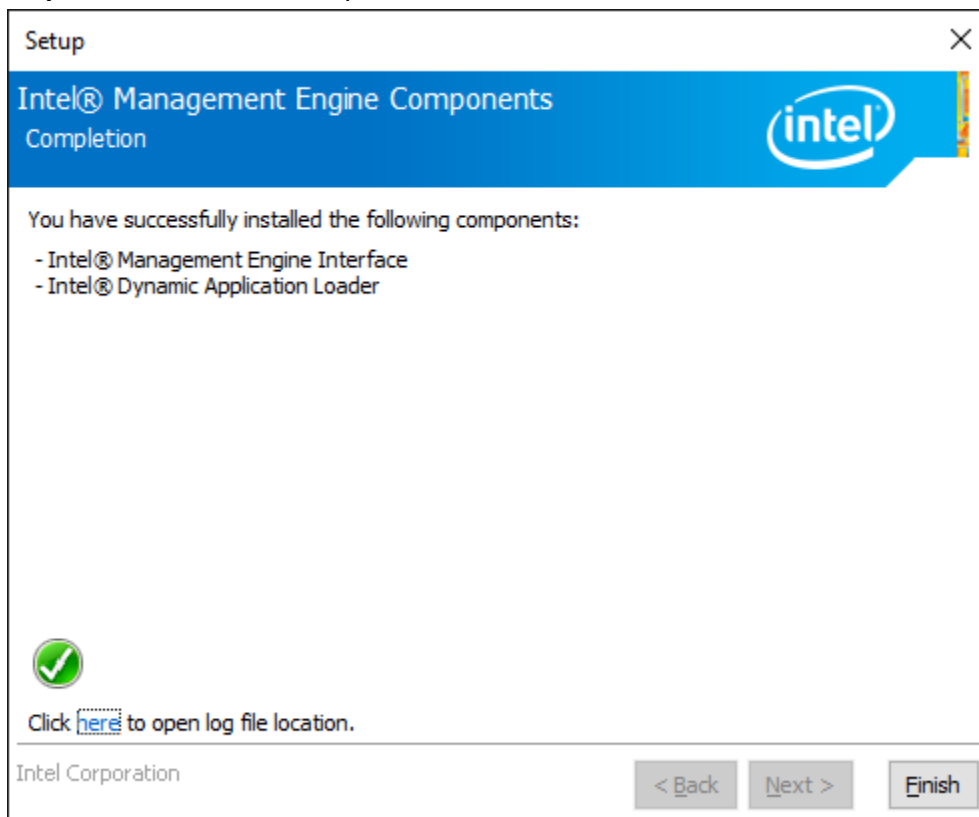 Setup
Intel® Management Engine Components
Completion
intel
You have successfully installed the following components:
- Intel® Management Engine Interface
- Intel® Dynamic Application Loader
Click here to open log file location.
Intel Corporation
< Back Next > Finish